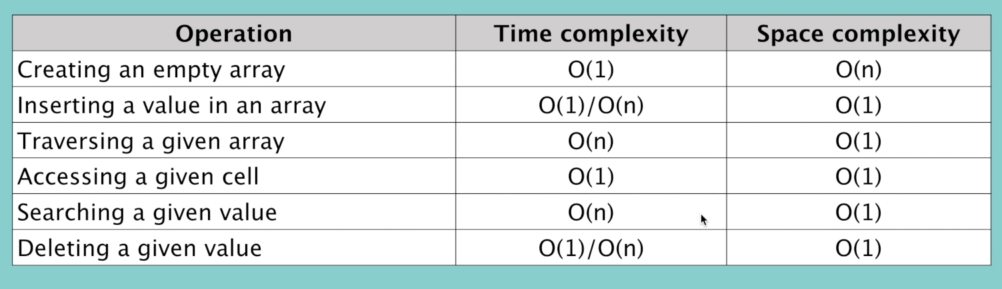 Operation Time complexity Space complexity
Creating an empty array O(1) O(n)
Inserting a value in an array O(1)/O(n) O(1)
Traversing a given array O(n) O(1)
Accessing a given cell O(1) O(1)
Searching a given value O(n) O(1)
Deleting a given value O(1)/O(n) O(1)